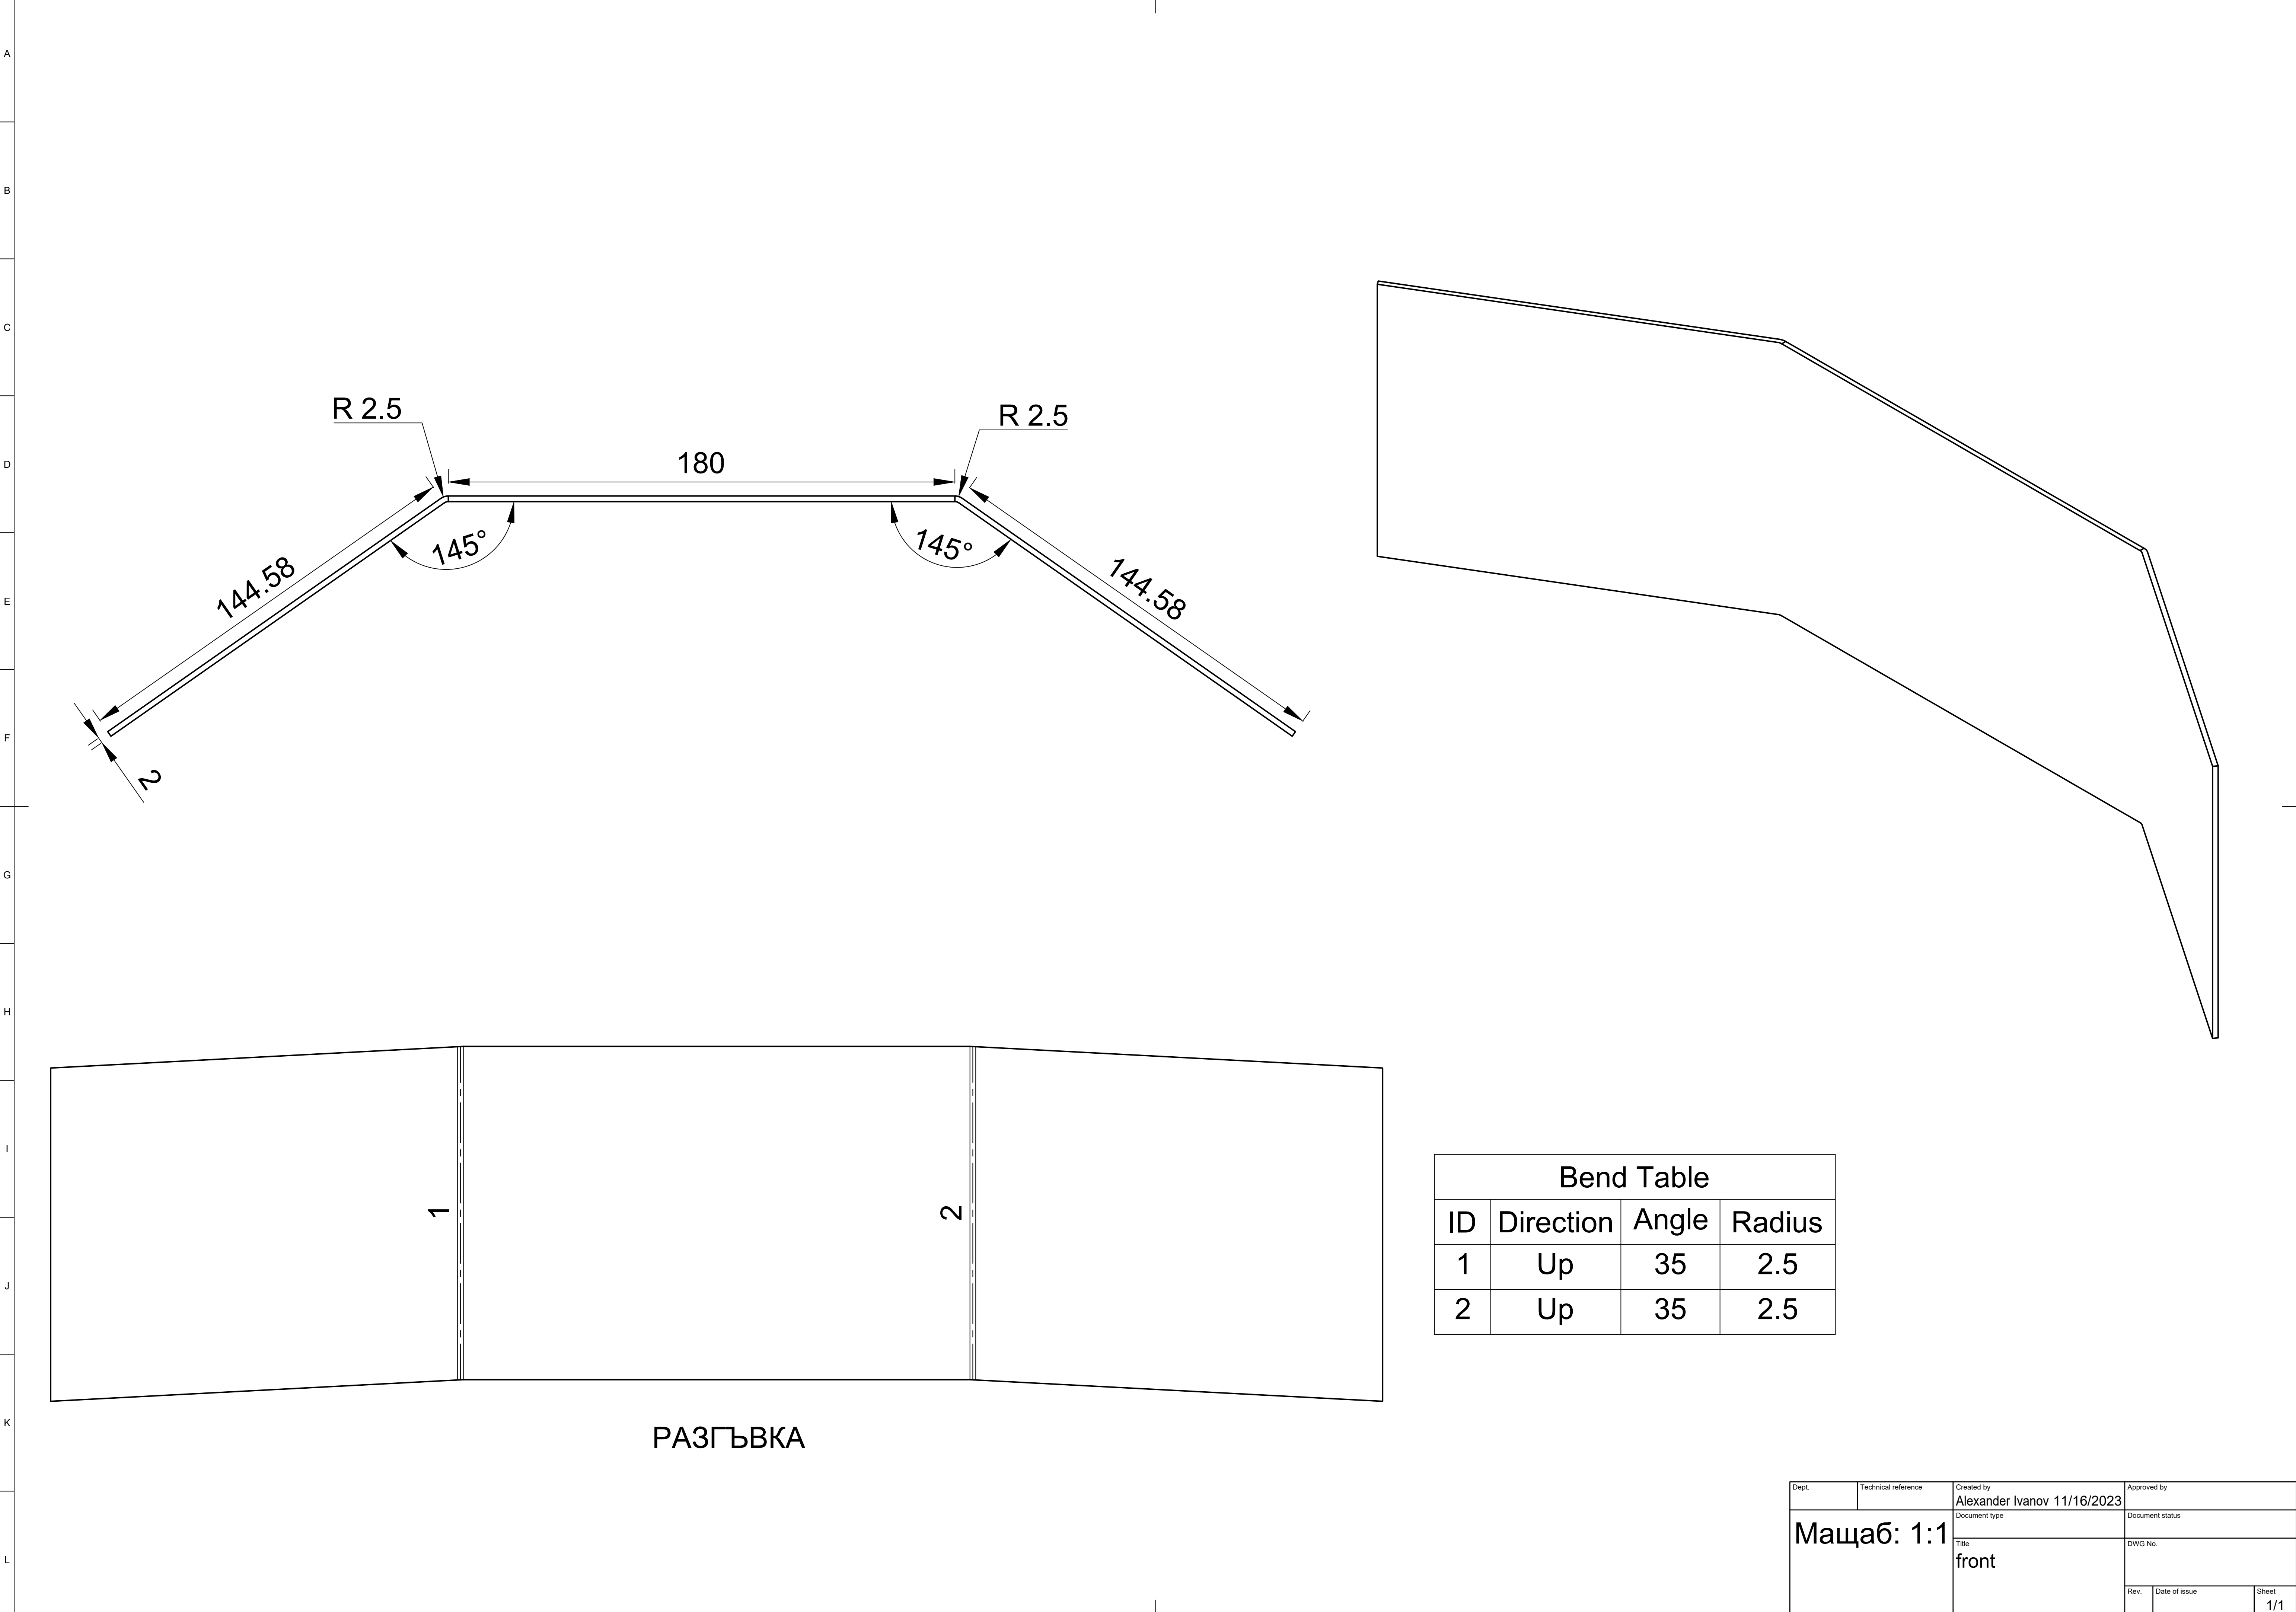 A
B
C
D
E
F
G
H
I
J
K
L
R 2.5
R 2.5
180
145°
145°
144.58
144.58
2
1
2
РАЗГЪВКА
Bend Table
ID Direction Angle Radius
1 Up 35 2.5
2 Up 35 2.5
Dept. Technical reference Created by Approved by
Alexander Ivanov 11/16/2023
Мащаб: 1:1
Document type Document status
Title DWG No.
front
Rev. Date of issue Sheet
1/1